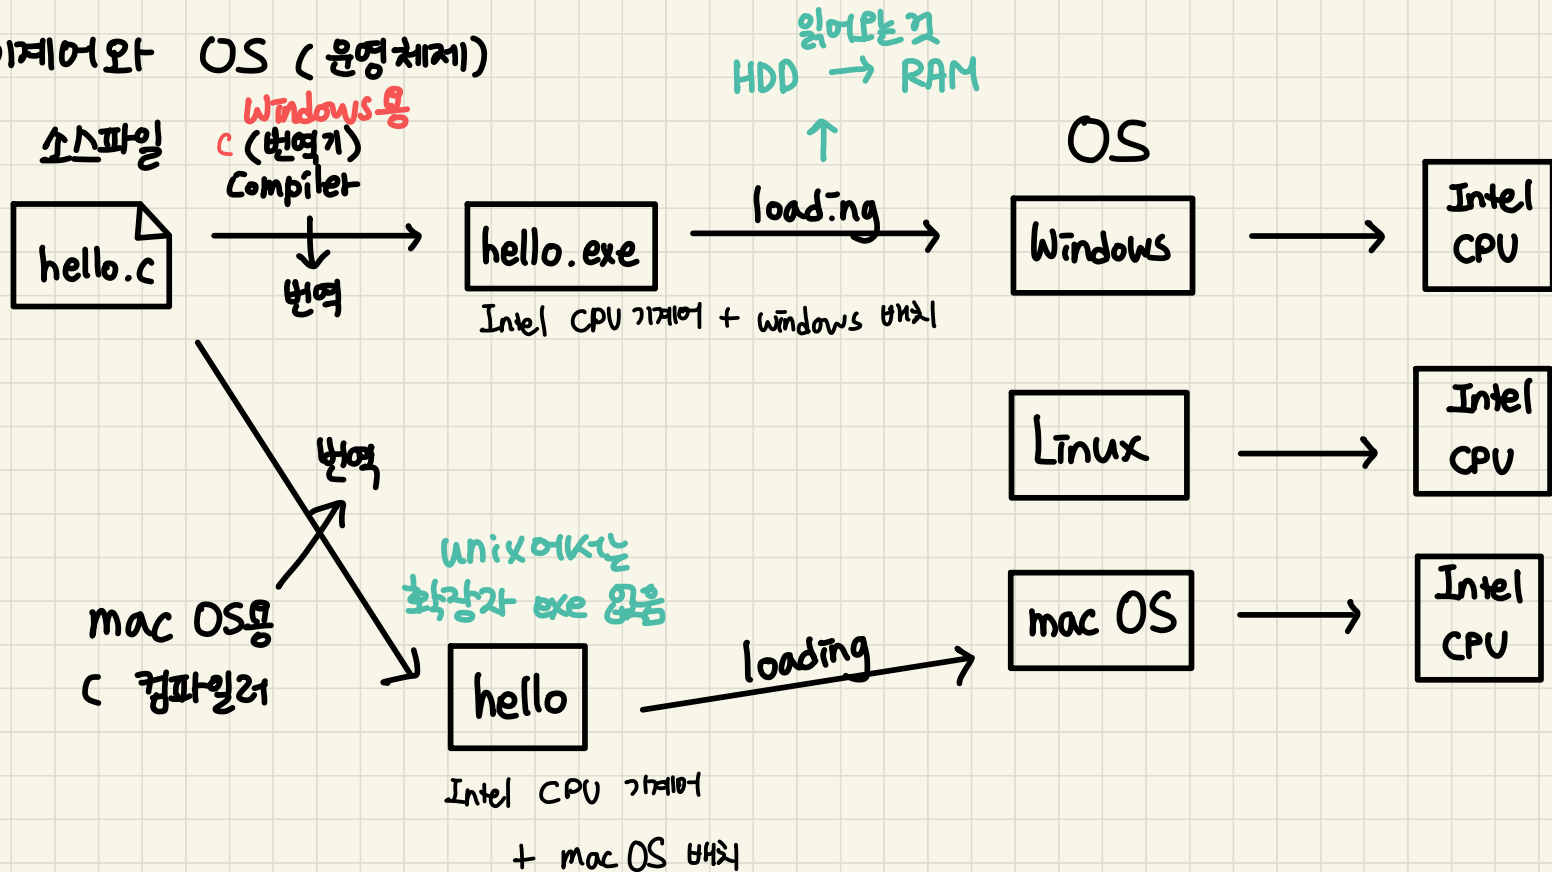 기계어와 OS (운영체제)
읽어오는 것
HDD → RAM
소스파일
Windows용
C (번역기)
Compiler
번역
hello.c
hello.exe
Intel CPU 기계어 + windows 배치
loading
OS
Windows
Intel
CPU
Linux
Intel
CPU
번역
mac OS용
C 컴파일러
unix에서는
확장자 exe 없음
hello
Intel CPU 기계어
+ mac OS 배치
loading
mac OS
Intel
CPU